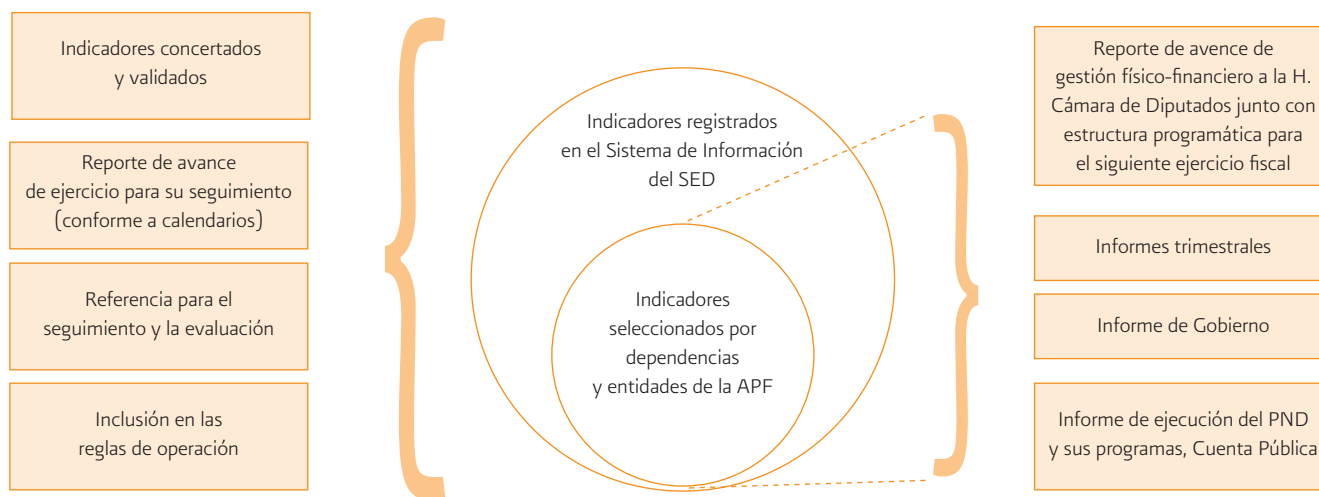 Indicadores concertados
y validados
Reporte de avance
de ejercicio para su seguimiento
(conforme a calendarios)
Referencia para el
seguimiento y la evaluación
Inclusión en las
reglas de operación
Indicadores registrados
en el Sistema de Información
del SED
Indicadores
seleccionados por
dependencias
y entidades de la APF
Reporte de avence de
gestión físico-financiero a la H.
Cámara de Diputados junto con
estructura programática para
el siguiente ejercicio fiscal
Informes trimestrales
Informe de Gobierno
Informe de ejecución del PND
y sus programas, Cuenta Pública